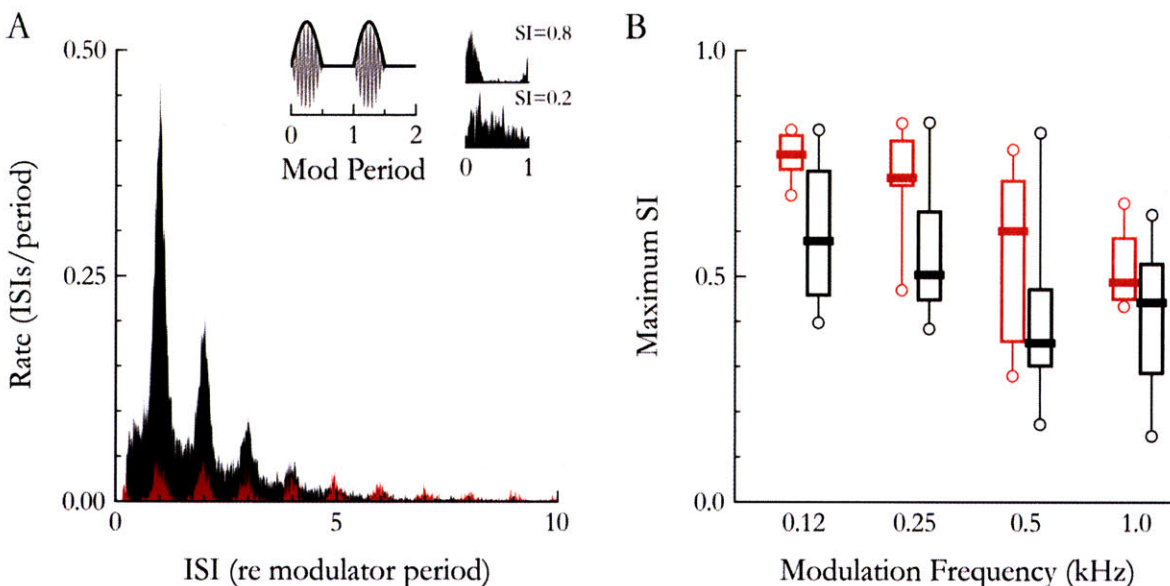 A
0.50
0.25
0.00
Rate (ISIs/period)
0
5
10
ISI (re modulator period)
0
1
2
Mod Period
SI=0.8
SI=0.2
0
1
B
1.0
0.5
0.0
Maximum SI
0.12
0.25
0.5
1.0
Modulation Frequency (kHz)